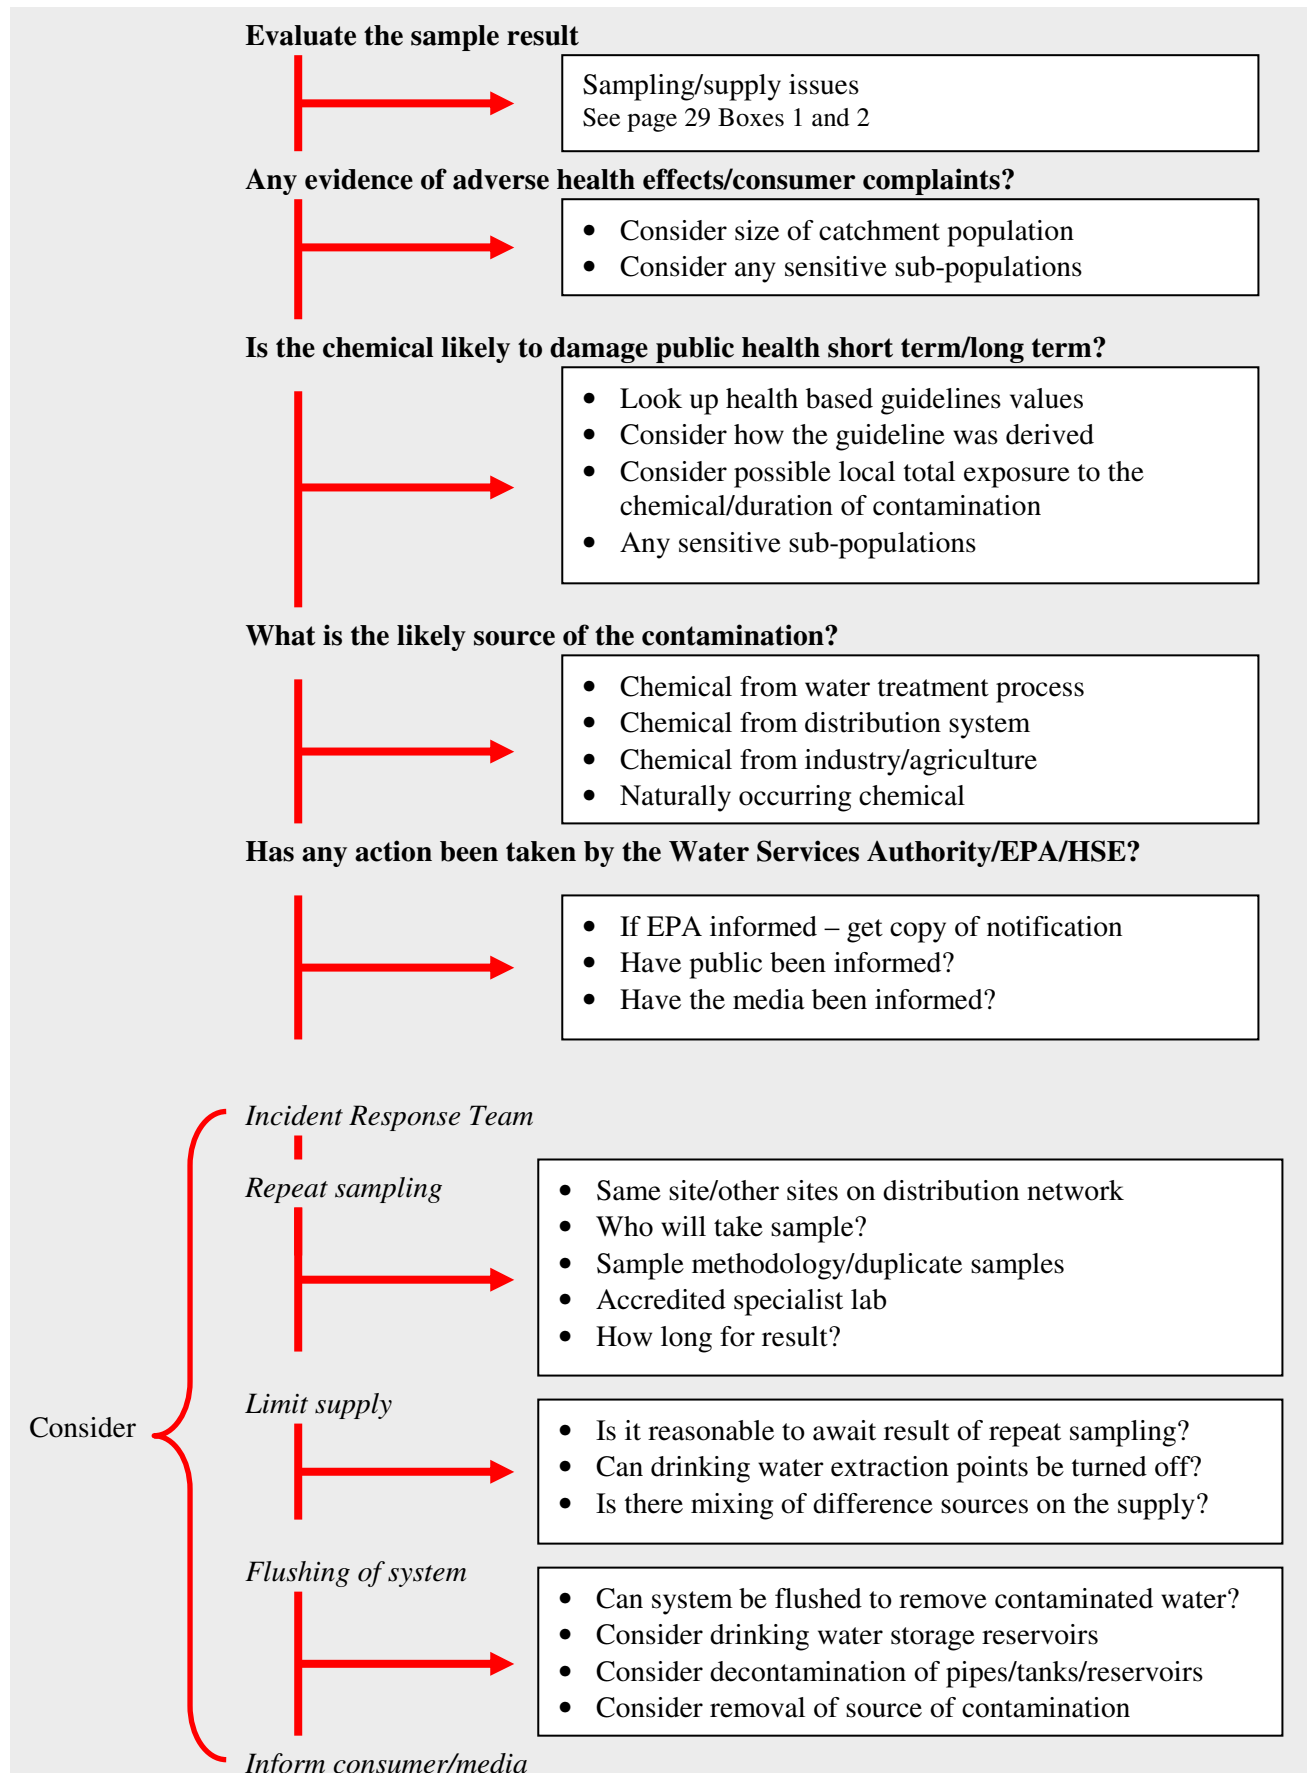 Evaluate the sample result
Sampling/supply issues
See page 29 Boxes 1 and 2
Any evidence of adverse health effects/consumer complaints?
• Consider size of catchment population
• Consider any sensitive sub-populations
Is the chemical likely to damage public health short term/long term?
• Look up health based guidelines values
• Consider how the guideline was derived
• Consider possible local total exposure to the
chemical/duration of contamination
• Any sensitive sub-populations
What is the likely source of the contamination?
• Chemical from water treatment process
• Chemical from distribution system
• Chemical from industry/agriculture
• Naturally occurring chemical
Has any action been taken by the Water Services Authority/EPA/HSE?
• If EPA informed – get copy of notification
• Have public been informed?
• Have the media been informed?
Consider
Incident Response Team
Repeat sampling
• Same site/other sites on distribution network
• Who will take sample?
• Sample methodology/duplicate samples
• Accredited specialist lab
• How long for result?
Limit supply
• Is it reasonable to await result of repeat sampling?
• Can drinking water extraction points be turned off?
• Is there mixing of difference sources on the supply?
Flushing of system
• Can system be flushed to remove contaminated water?
• Consider drinking water storage reservoirs
• Consider decontamination of pipes/tanks/reservoirs
• Consider removal of source of contamination
Inform consumer/media